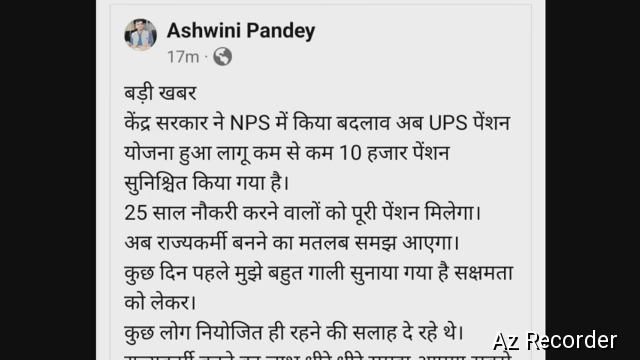 Ashwini Pandey
17m ·
बड़ी खबर
केंद्र सरकार ने NPS में किया बदलाव अब UPS पेंशन
योजना हुआ लागू कम से कम 10 हजार पेंशन
सुनिश्चित किया गया है।
25 साल नौकरी करने वालों को पूरी पेंशन मिलेगा।
अब राज्यकर्मी बनने का मतलब समझ आएगा।
कुछ दिन पहले मुझे बहुत गाली सुनाया गया है सक्षमता
को लेकर।
कुछ लोग नियोजित ही रहने की सलाह दे रहे थे।
Az Recorder